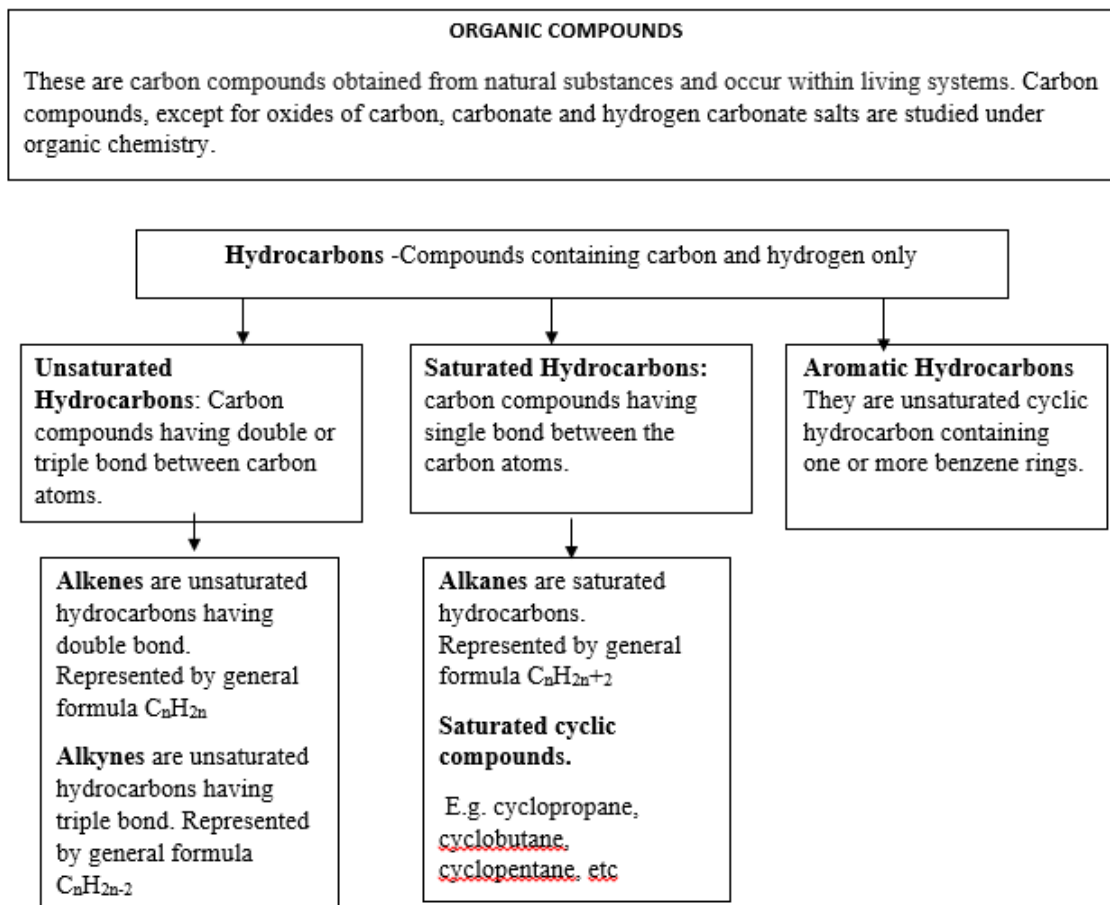 ORGANIC COMPOUNDS
These are carbon compounds obtained from natural substances and occur within living systems. Carbon
compounds, except for oxides of carbon, carbonate and hydrogen carbonate salts are studied under
organic chemistry.
Hydrocarbons -Compounds containing carbon and hydrogen only
Unsaturated
Hydrocarbons: Carbon
compounds having double or
triple bond between carbon
atoms.
Saturated Hydrocarbons:
carbon compounds having
single bond between the
carbon atoms.
Aromatic Hydrocarbons
They are unsaturated cyclic
hydrocarbon containing
one or more benzene rings.
Alkenes are unsaturated
hydrocarbons having
double bond.
Represented by general
formula CₙH₂ₙ
Alkynes are unsaturated
hydrocarbons having
triple bond. Represented
by general formula
CₙH₂ₙ₋₂
Alkanes are saturated
hydrocarbons.
Represented by general
formula CₙH₂ₙ+₂
Saturated cyclic
compounds.
E.g. cyclopropane,
cyclobutane,
cyclopentane, etc